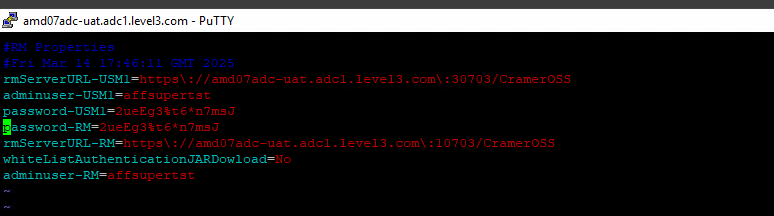 amd07adc-uat.adc1.level3.com - PuTTY
#RM Properties
#Fri Mar 14 17:46:11 GMT 2025
rmServerURL-USM1=https\://amd07adc-uat.adc1.level3.com\:30703/CramerOSS
adminuser-USM1=affsupertst
password-USM1=2ueEg3%t6*n7msJ
password-RM=2ueEg3%t6*n7msJ
rmServerURL-RM=https\://amd07adc-uat.adc1.level3.com\:10703/CramerOSS
whiteListAuthenticationJARDowload=No
adminuser-RM=affsupertst
~
~